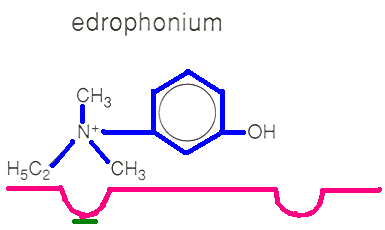 edrophonium
CH3
N+
OH
H5C2
CH3